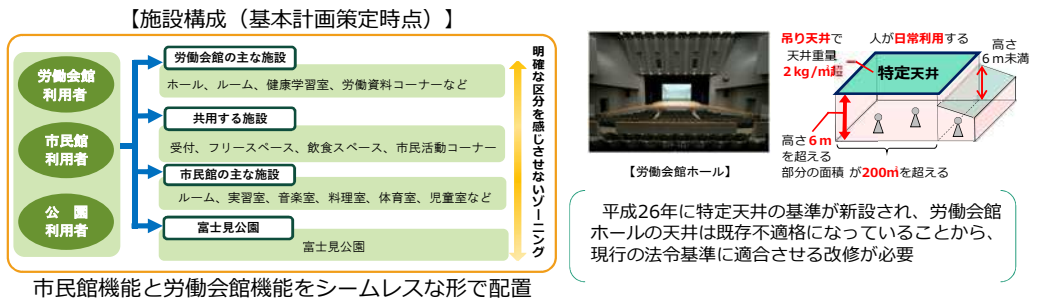 【施設構成（基本計画策定時点）】
労働会館
利用者
市民館
利用者
公　園
利用者
労働会館の主な施設
ホール、ルーム、健康学習室、労働資料コーナーなど
共用する施設
受付、フリースペース、飲食スペース、市民活動コーナー
市民館の主な施設
ルーム、実習室、音楽室、料理室、体育室、児童室など
富士見公園
富士見公園
明確な区分を感じさせないゾーニング
市民館機能と労働会館機能をシームレスな形で配置
【労働会館ホール】
吊り天井で
天井重量
2㎏/㎡超
人が日常利用する
高さ
6ｍ未満
特定天井
高さ6ｍ
を超える
部分の面積 が200㎡を超える
平成26年に特定天井の基準が新設され、労働会館
ホールの天井は既存不適格になっていることから、
現行の法令基準に適合させる改修が必要